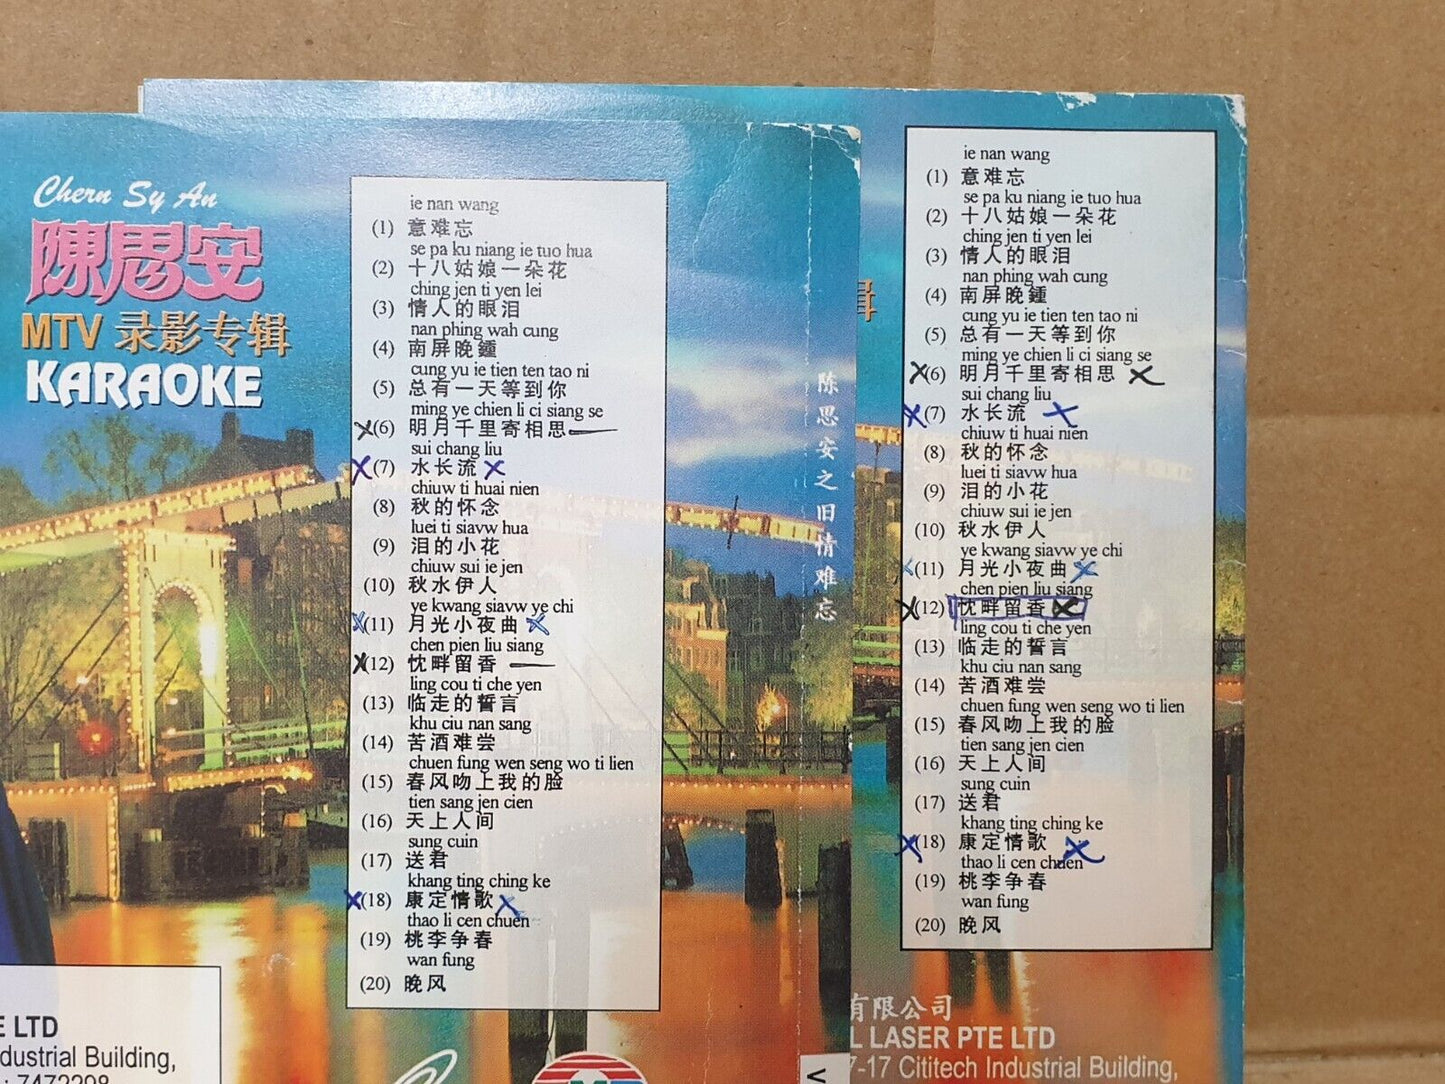 Chern Sy An
陳思安
MTV 录影专辑
KARAOKE
ie nan wang
(1) 意难忘
se pa ku niang ie tuo hua
(2) 十八姑娘一朵花
ching jen ti yen lei
(3) 情人的眼泪
nan phing wah cung
(4) 南屏晚鍾
cung yu ie tien ten tao ni
(5) 总有一天等到你
ming ye chien li ci siang se
(6) 明月千里寄相思
sui chang liu
(7) 水长流
chiuw ti huai nien
(8) 秋的怀念
luei ti siavw hua
(9) 泪的小花
chiuw sui ie jen
(10) 秋水伊人
ye kwang siavw ye chi
(11) 月光小夜曲
chen pien liu siang
(12) 忱畔留香
ling cou ti che yen
(13) 临走的誓言
khu ciu nan sang
(14) 苦酒难尝
chuen fung wen seng wo ti lien
(15) 春风吻上我的脸
tien sang jen cien
(16) 天上人间
sung cuin
(17) 送君
khang ting ching ke
(18) 康定情歌
thao li cen chuen
(19) 桃李争春
wan fung
(20) 晚风
E LTD
dustrial Building,
: 7472298
陈思安之旧情难忘
V
辑
ie nan wang
(1) 意难忘
se pa ku niang ie tuo hua
(2) 十八姑娘一朵花
ching jen ti yen lei
(3) 情人的眼泪
nan phing wah cung
(4) 南屏晚鍾
cung yu ie tien ten tao ni
(5) 总有一天等到你
ming ye chien li ci siang se
(6) 明月千里寄相思
sui chang liu
(7) 水长流
chiuw ti huai nien
(8) 秋的怀念
luei ti siavw hua
(9) 泪的小花
chiuw sui ie jen
(10) 秋水伊人
ye kwang siavw ye chi
(11) 月光小夜曲
chen pien liu siang
(12) 忱畔留香
ling cou ti che yen
(13) 临走的誓言
khu ciu nan sang
(14) 苦酒难尝
chuen fung wen seng wo ti lien
(15) 春风吻上我的脸
tien sang jen cien
(16) 天上人间
sung cuin
(17) 送君
khang ting ching ke
(18) 康定情歌
thao li cen chuen
(19) 桃李争春
wan fung
(20) 晚风
有限公司
L LASER PTE LTD
7-17 Cititech Industrial Building,